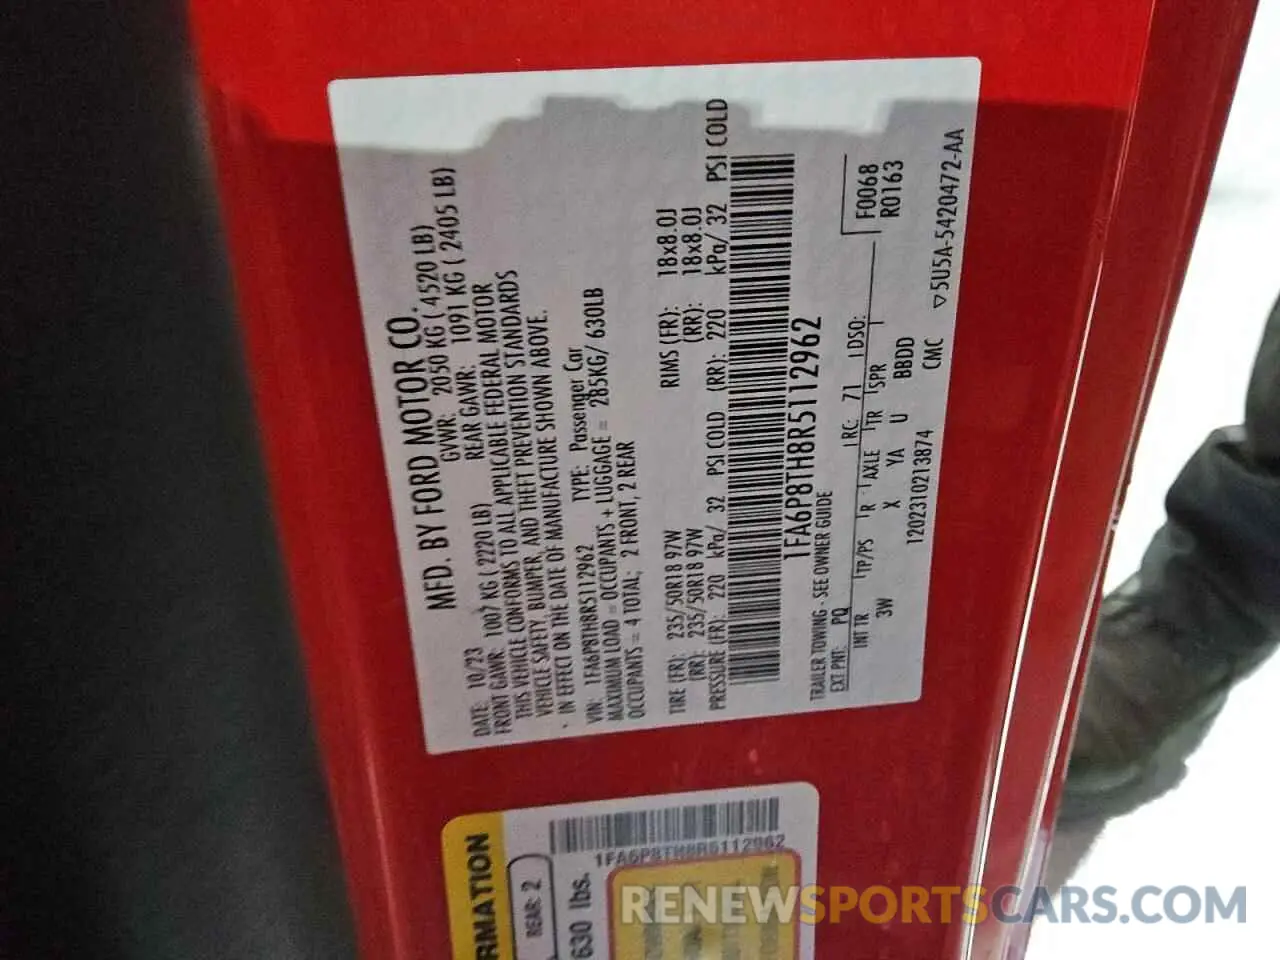 MFD. BY FORD MOTOR CO.
DATE: 10/23 GVWR: 2050 KG ( 4520 LB)
FRONT GAWR: 1007 KG ( 2220 LB) REAR GAWR: 1091 KG ( 2405 LB)
THIS VEHICLE CONFORMS TO ALL APPLICABLE FEDERAL MOTOR
VEHICLE SAFETY, BUMPER, AND THEFT PREVENTION STANDARDS
IN EFFECT ON THE DATE OF MANUFACTURE SHOWN ABOVE.
VIN: 1FA6P8TH8R5112962 TYPE: Passenger Car
MAXIMUM LOAD = OCCUPANTS + LUGGAGE = 285KG/ 630LB
OCCUPANTS = 4 TOTAL; 2 FRONT, 2 REAR
TIRE (FR): 235/50R18 97W RIMS (FR): 18x8.0J
(RR): 235/50R18 97W (RR): 18x8.0J
PRESSURE (FR): 220 kPa/ 32 PSI COLD (RR): 220 kPa/ 32 PSI COLD
1FA6P8TH8R5112962
TRAILER TOWING - SEE OWNER GUIDE
EXT PNT: PQ RC: 71 DSO: F0068
R0163
INT TR TP/PS R AXLE TR SPR
3W X YA U BBDD
120231021387​4 CMC ▽5U5A-5420472-AA
RMATION
REAR: 2
630 lbs.
1FA6P8TH8R5112962
RENEWSPORTSCARS.COM